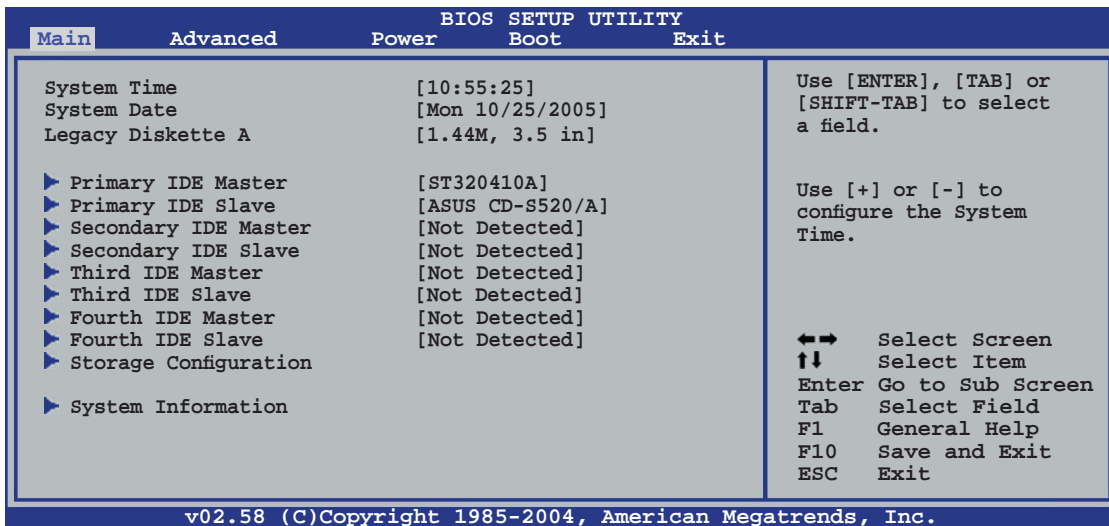 BIOS SETUP UTILITY
Main Advanced Power Boot Exit
System Time [10:55:25]
System Date [Mon 10/25/2005]
Legacy Diskette A [1.44M, 3.5 in]
Primary IDE Master [ST320410A]
Primary IDE Slave [ASUS CD-S520/A]
Secondary IDE Master [Not Detected]
Secondary IDE Slave [Not Detected]
Third IDE Master [Not Detected]
Third IDE Slave [Not Detected]
Fourth IDE Master [Not Detected]
Fourth IDE Slave [Not Detected]
Storage Configuration
System Information
Use [ENTER], [TAB] or
[SHIFT-TAB] to select
a field.
Use [+] or [-] to
configure the System
Time.
Select Screen
Select Item
Enter Go to Sub Screen
Tab Select Field
F1 General Help
F10 Save and Exit
ESC Exit
v02.58 (C)Copyright 1985-2004, American Megatrends, Inc.